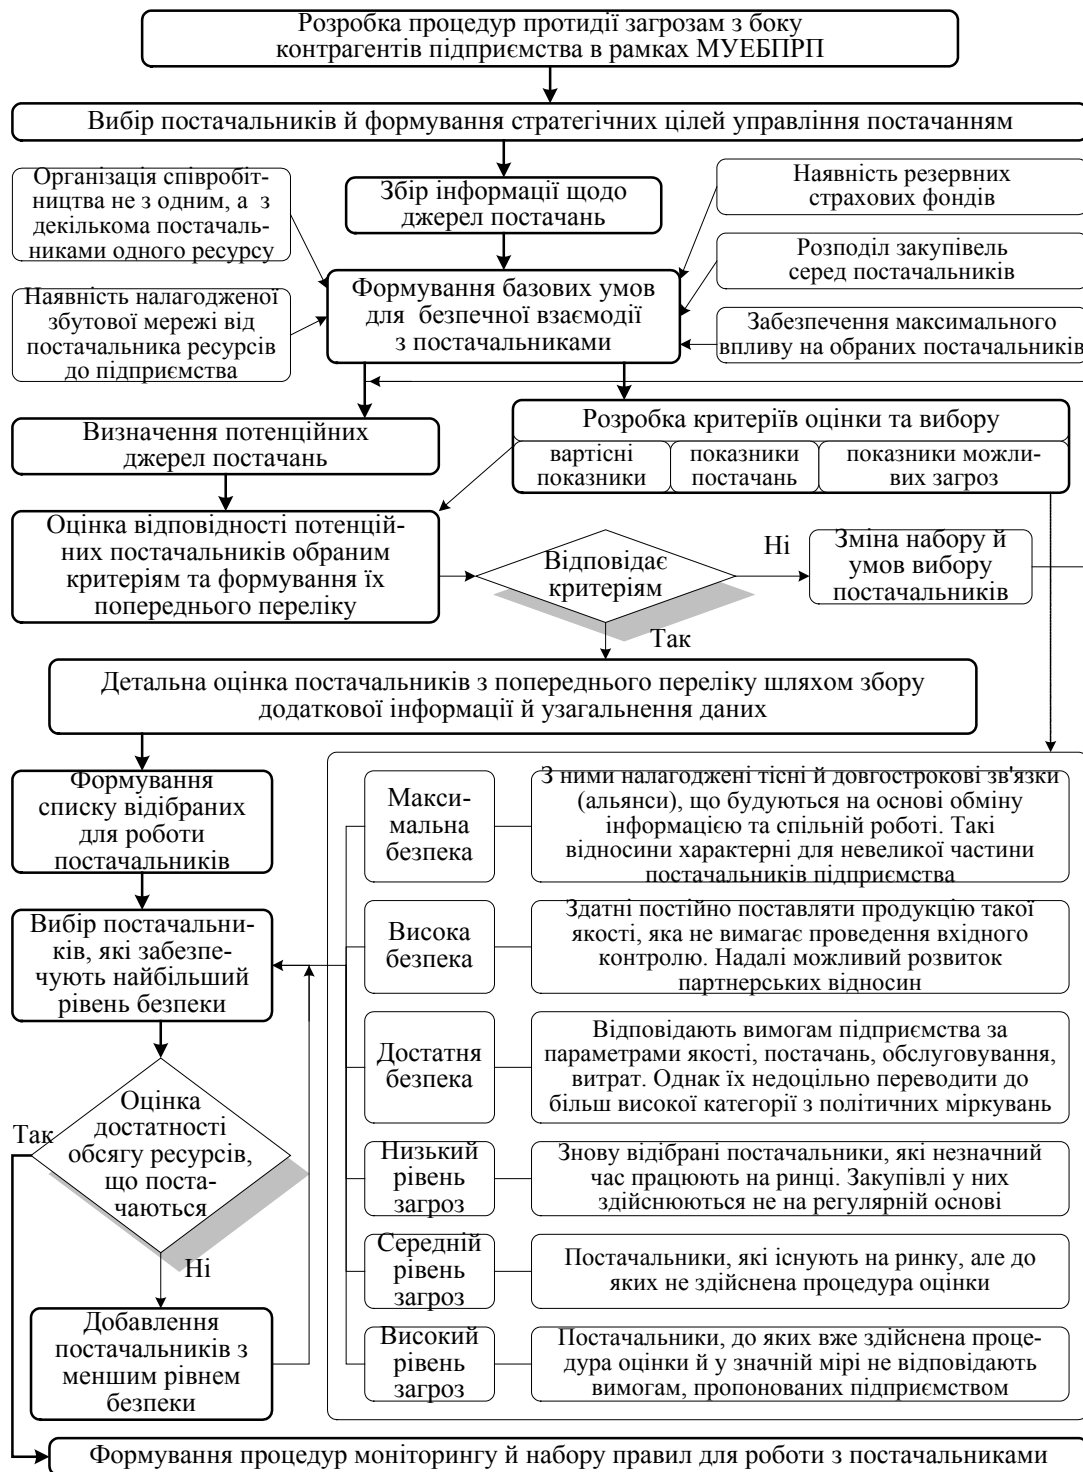 Розробка процедур протидії загрозам з боку
контрагентів підприємства в рамках МУЕБПРП
Вибір постачальників й формування стратегічних цілей управління постачанням
Організація співробіт-
ництва не з одним, а з
декількома постачаль-
никами одного ресурсу
Збір інформації щодо
джерел постачань
Наявність резервних
страхових фондів
Розподіл закупівель
серед постачальників
Наявність налагодженої
збутової мережі від
постачальника ресурсів
до підприємства
Формування базових умов
для безпечної взаємодії
з постачальниками
Забезпечення максимального
впливу на обраних постачальників
Визначення потенційних
джерел постачань
Розробка критеріїв оцінки та вибору
вартісні
показники
показники
постачань
показники можли-
вих загроз
Оцінка відповідності потенцій-
них постачальників обраним
критеріям та формування їх
попереднього переліку
Відповідає
критеріям
Ні
Зміна набору й
умов вибору
постачальників
Так
Детальна оцінка постачальників з попереднього переліку шляхом збору
додаткової інформації й узагальнення даних
Формування
списку відібраних
для роботи
постачальників
Макси-
мальна
безпека
З ними налагоджені тісні й довгострокові зв'язки
(альянси), що будуються на основі обміну
інформацією та спільній роботі. Такі
відносини характерні для невеликої частини
постачальників підприємства
Вибір постачальни-
ків, які забезпе-
чують найбільший
рівень безпеки
Висока
безпека
Здатні постійно поставляти продукцію такої
якості, яка не вимагає проведення вхідного
контролю. Надалі можливий розвиток
партнерських відносин
Достатня
безпека
Відповідають вимогам підприємства за
параметрами якості, постачань, обслуговування,
витрат. Однак їх недоцільно переводити до
більш високої категорії з політичних міркувань
Так
Оцінка
достатності
обсягу ресурсів,
що поста-
чаються
Низький
рівень
загроз
Знову відібрані постачальники, які незначний
час працюють на ринці. Закупівлі у них
здійснюються не на регулярній основі
Ні
Середній
рівень
загроз
Постачальники, які існують на ринку, але до
яких не здійснена процедура оцінки
Добавлення
постачальників з
меншим рівнем
безпеки
Високий
рівень
загроз
Постачальники, до яких вже здійснена проце-
дура оцінки й у значній мірі не відповідають
вимогам, пропонованих підприємством
Формування процедур моніторингу й набору правил для роботи з постачальниками